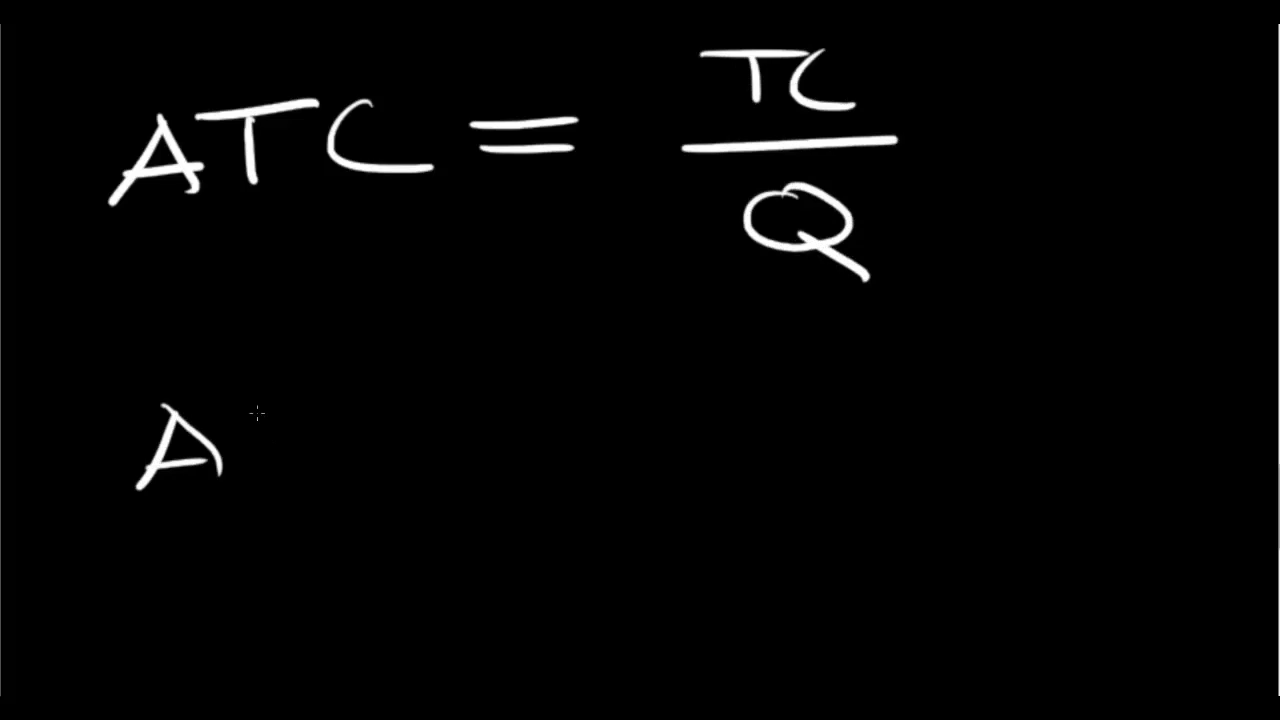 ATC = TC / Q
A